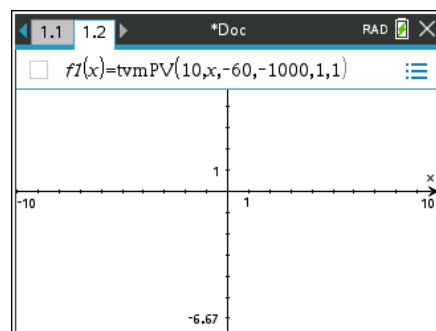 1.1 1.2 *Doc RAD
f1(x)=tvmPV(10,x,-60,-1000,1,1)
1
x
-10 1 10
-6.67